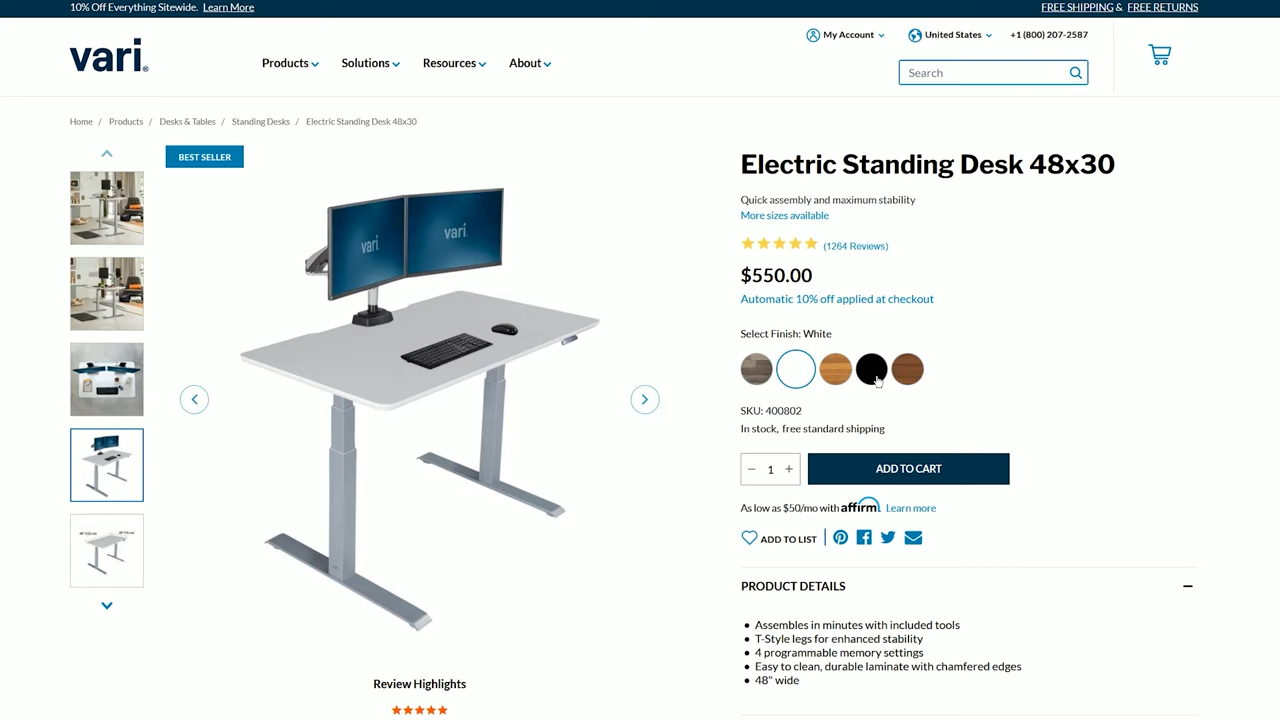 10% Off Everything Sitewide. Learn More
FREE SHIPPING & FREE RETURNS
vari®
Products
Solutions
Resources
About
My Account
United States
+1 (800) 207-2587
Search
Home / Products / Desks & Tables / Standing Desks / Electric Standing Desk 48x30
BEST SELLER
vari
vari
Electric Standing Desk 48x30
Quick assembly and maximum stability
More sizes available
(1264 Reviews)
$550.00
Automatic 10% off applied at checkout
Select Finish: White
SKU: 400802
In stock, free standard shipping
− 1 +
ADD TO CART
As low as $50/mo with affirm Learn more
ADD TO LIST
PRODUCT DETAILS
• Assembles in minutes with included tools
• T-Style legs for enhanced stability
• 4 programmable memory settings
• Easy to clean, durable laminate with chamfered edges
• 48" wide
Review Highlights